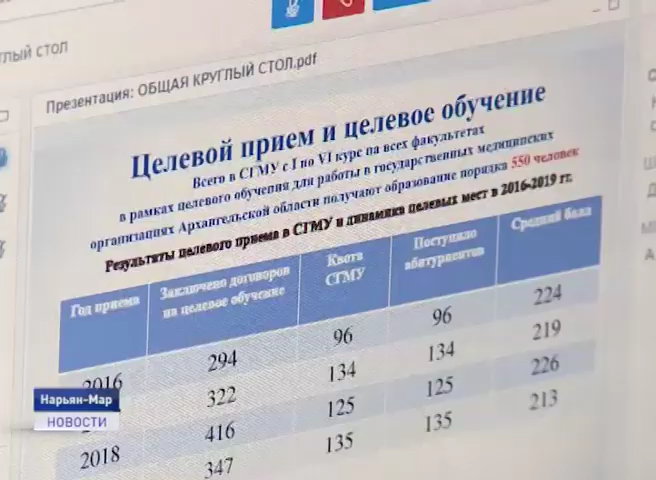 ГЛЫЙ СТОЛ
Презентация: ОБЩАЯ КРУГЛЫЙ СТОЛ.pdf
Целевой прием и целевое обучение
Всего в СГМУ с I по VI курс на всех факультетах
в рамках целевого обучения для работы в государственных медицинских
организациях Архангельской области получают образование порядка 550 человек
Результаты целевого приема в СГМУ и динамика целевых мест в 2016-2019 гг.
Год приема Заключено договоров на целевое обучение Квота СГМУ Поступило абитуриентов Средний балл
2016 294 96 96 224
322 134 134 219
2018 416 125 125 226
347 135 135 213
Нарьян-Мар
НОВОСТИ